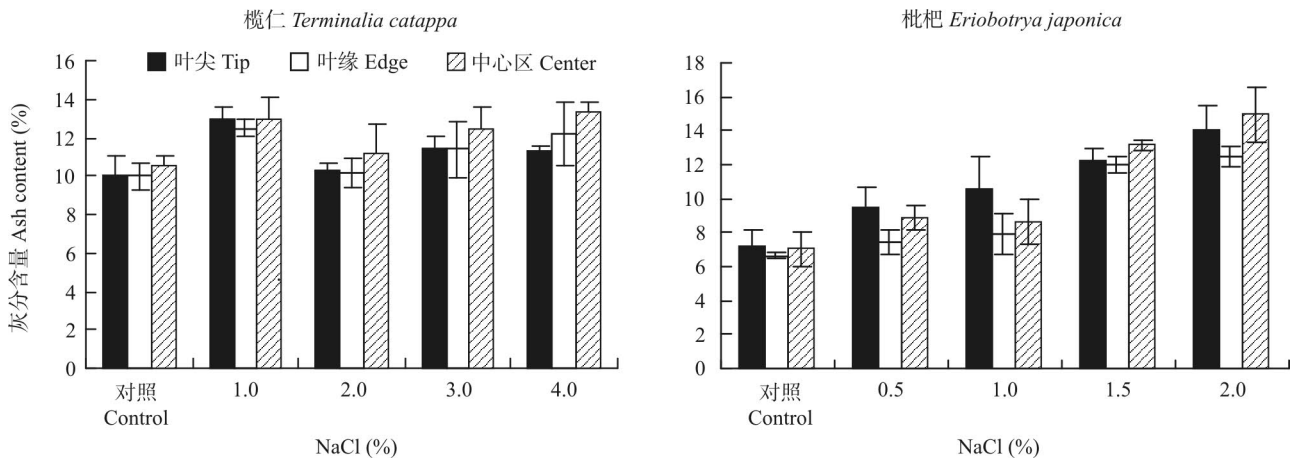 榄仁 Terminalia catappa
枇杷 Eriobotrya japonica
灰分含量 Ash content (%)
叶尖 Tip 叶缘 Edge 中心区 Center
16
14
12
10
8
6
4
2
0
对照 1.0 2.0 3.0 4.0
Control
NaCl (%)
18
16
14
12
10
8
6
4
2
0
对照 0.5 1.0 1.5 2.0
Control
NaCl (%)